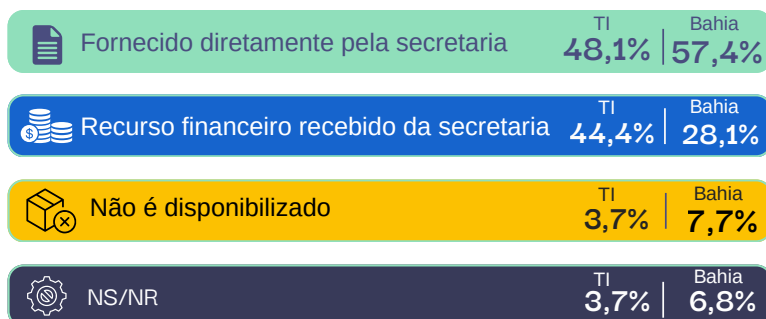 TI Bahia
Fornecido diretamente pela secretaria 48,1% 57,4%
TI Bahia
Recurso financeiro recebido da secretaria 44,4% 28,1%
TI Bahia
Não é disponibilizado 3,7% 7,7%
TI Bahia
NS/NR 3,7% 6,8%